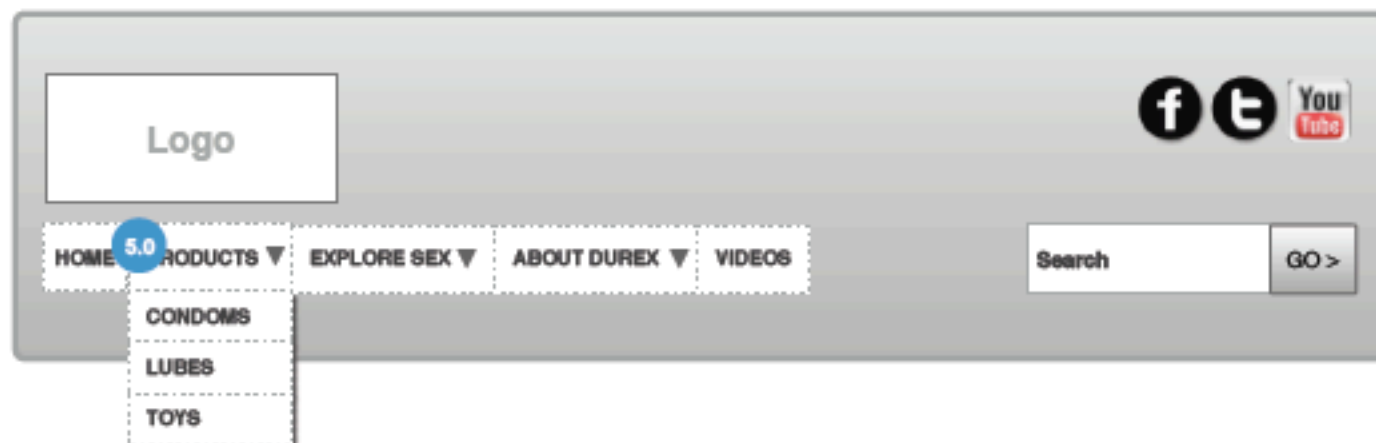 Logo
f t You
Tube
HOME 5.0 RODUCTS EXPLORE SEX ABOUT DUREX VIDEOS Search GO >
CONDOMS
LUBES
TOYS